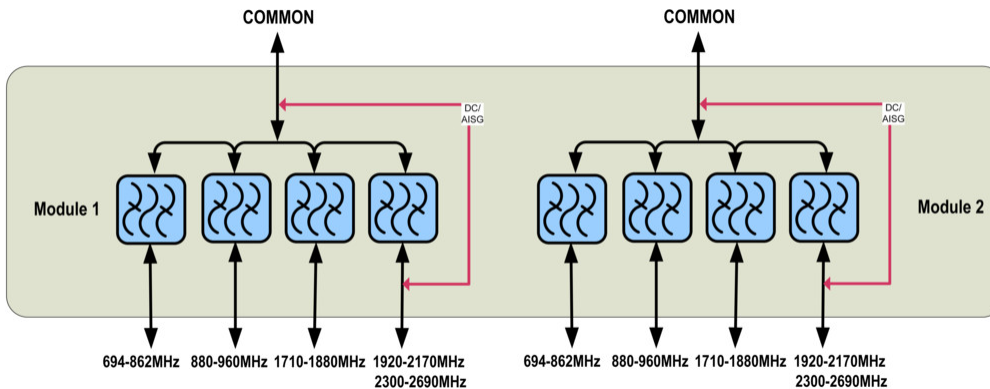 COMMON
COMMON
DC/
AISG
DC/
AISG
Module 1
Module 2
694-862MHz
880-960MHz
1710-1880MHz
1920-2170MHz
2300-2690MHz
694-862MHz
880-960MHz
1710-1880MHz
1920-2170MHz
2300-2690MHz